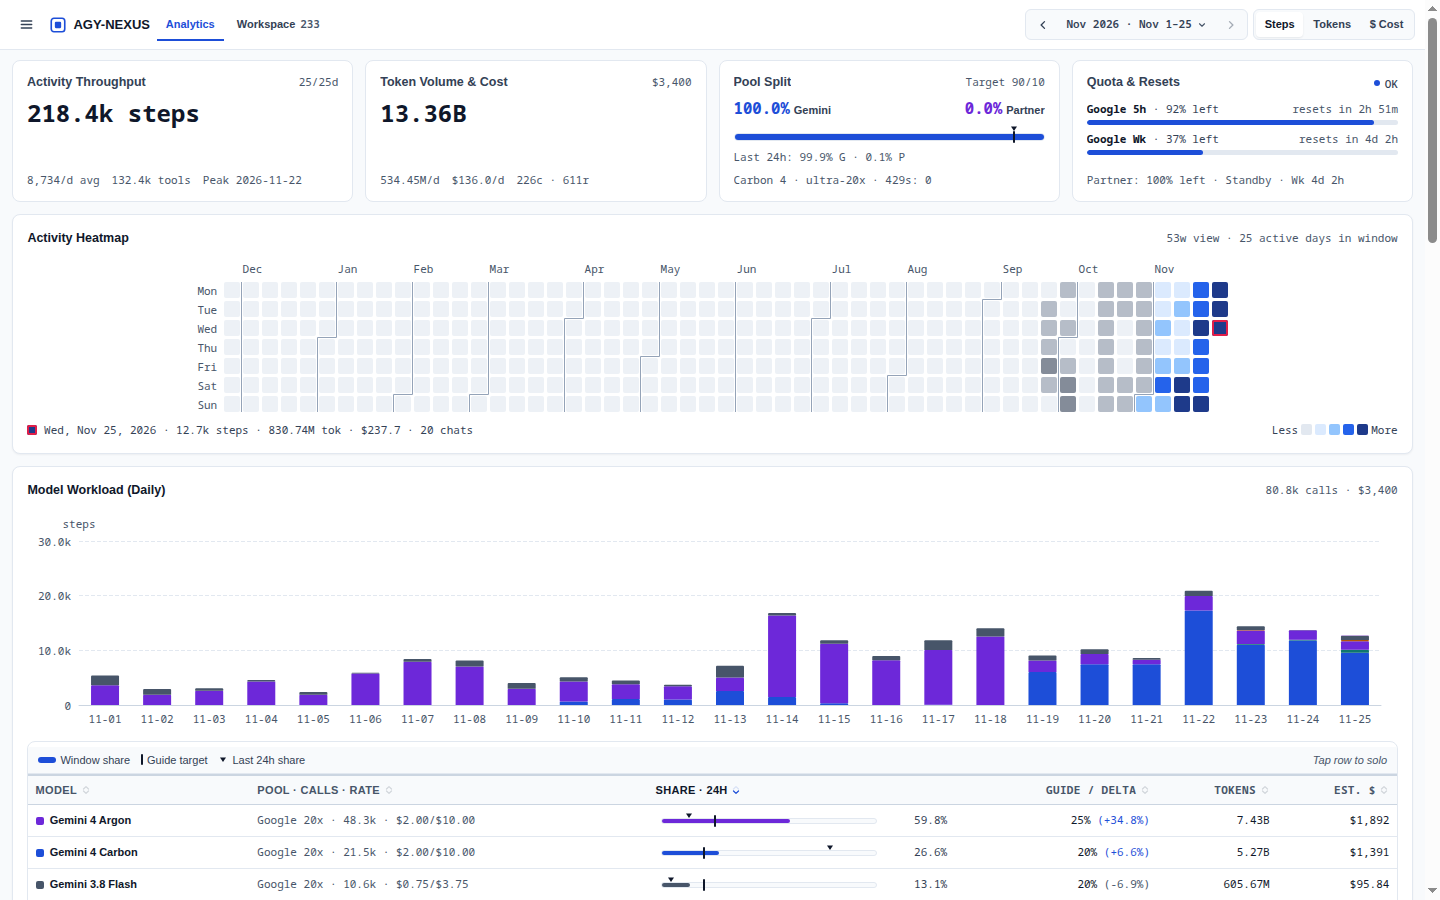 AGY-NEXUS Analytics Workspace 233 Nov 2026 · Nov 1–25 Steps Tokens $ Cost
Activity Throughput 25/25d
218.4k steps
8,734/d avg 132.4k tools Peak 2026-11-22
Token Volume & Cost $3,400
13.36B
534.45M/d $136.0/d 226c · 611r
Pool Split Target 90/10
100.0% Gemini 0.0% Partner
Last 24h: 99.9% G · 0.1% P
Carbon 4 · ultra-20x · 429s: 0
Quota & Resets OK
Google 5h · 92% left resets in 2h 51m
Google Wk · 37% left resets in 4d 2h
Partner: 100% left · Standby · Wk 4d 2h
Activity Heatmap 53w view · 25 active days in window
Dec Jan Feb Mar Apr May Jun Jul Aug Sep Oct Nov
Mon
Tue
Wed
Thu
Fri
Sat
Sun
Wed, Nov 25, 2026 · 12.7k steps · 830.74M tok · $237.7 · 20 chats Less More
Model Workload (Daily) 80.8k calls · $3,400
steps
30.0k
20.0k
10.0k
0
11-01 11-02 11-03 11-04 11-05 11-06 11-07 11-08 11-09 11-10 11-11 11-12 11-13 11-14 11-15 11-16 11-17 11-18 11-19 11-20 11-21 11-22 11-23 11-24 11-25
Window share Guide target Last 24h share Tap row to solo
MODEL POOL · CALLS · RATE SHARE · 24H GUIDE / DELTA TOKENS EST. $
Gemini 4 Argon Google 20x · 48.3k · $2.00/$10.00 59.8% 25% (+34.8%) 7.43B $1,892
Gemini 4 Carbon Google 20x · 21.5k · $2.00/$10.00 26.6% 20% (+6.6%) 5.27B $1,391
Gemini 3.8 Flash Google 20x · 10.6k · $0.75/$3.75 13.1% 20% (-6.9%) 605.67M $95.84